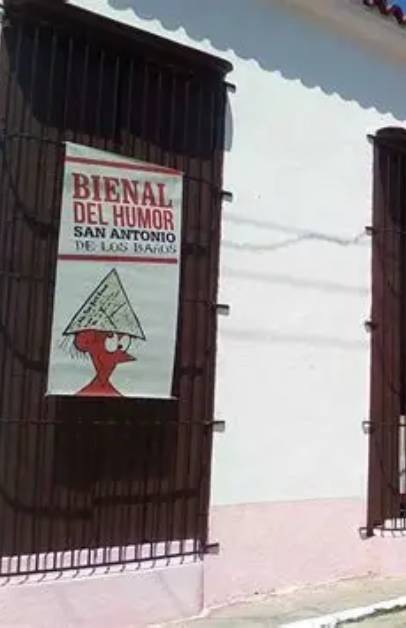 BIENAL
DEL HUMOR
SAN ANTONIO
DE LOS BAÑOS